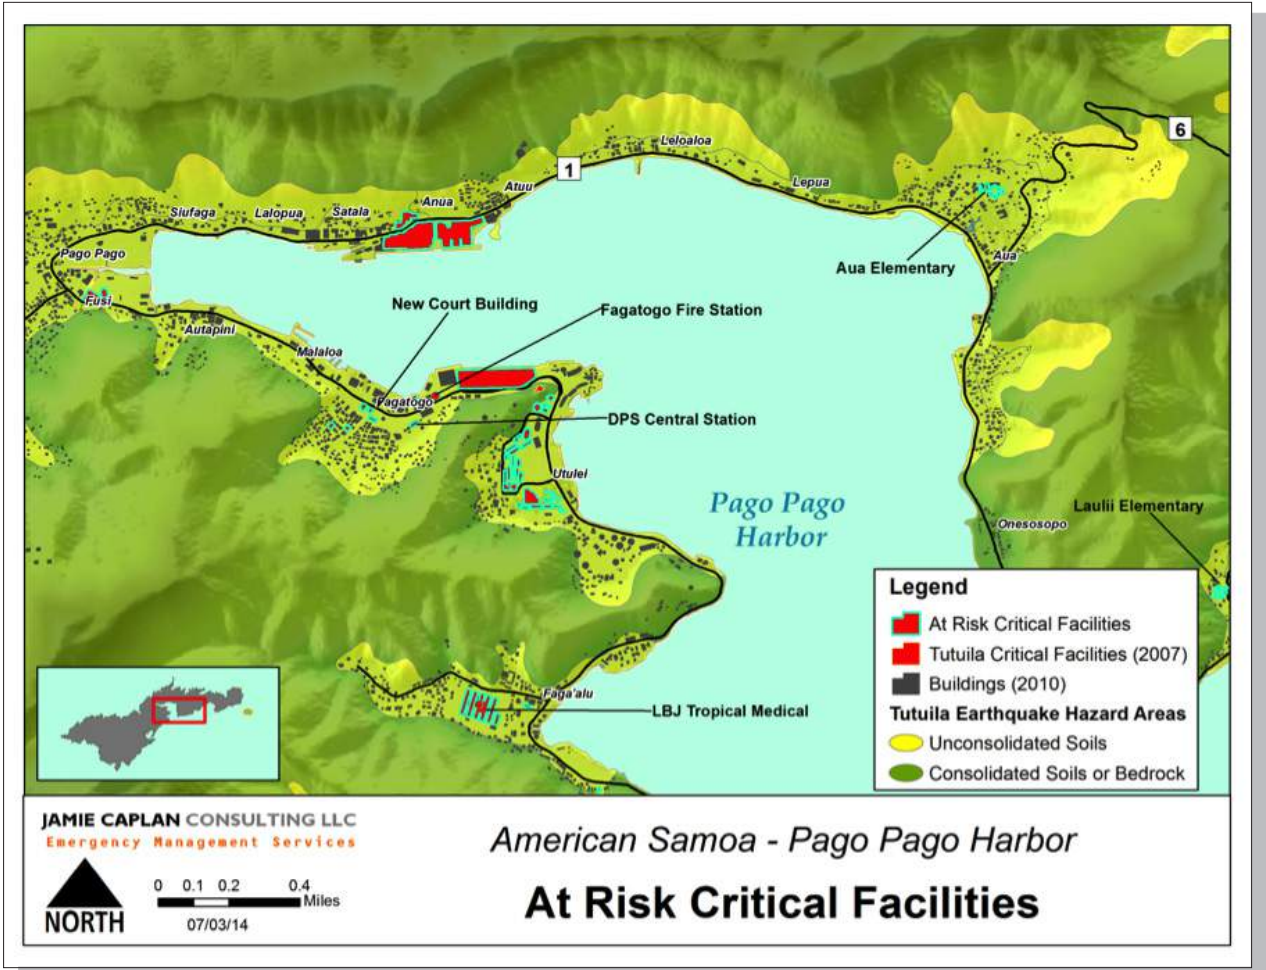 6
Leloaloa
1
Lepua
Atuu
Anua
Satala
Lalopua
Siufaga
Aua Elementary
Aua
Pago Pago
Fusi
New Court Building
Fagatogo Fire Station
Autapini
Malaloa
Fagatogo
DPS Central Station
Utulei
Pago Pago
Harbor
Laulii Elementary
Onesosopo
Faga'alu
LBJ Tropical Medical
Legend
At Risk Critical Facilities
Tutuila Critical Facilities (2007)
Buildings (2010)
Tutuila Earthquake Hazard Areas
Unconsolidated Soils
Consolidated Soils or Bedrock
JAMIE CAPLAN CONSULTING LLC
Emergency Management Services
NORTH
0 0.1 0.2 0.4
Miles
07/03/14
American Samoa - Pago Pago Harbor
At Risk Critical Facilities